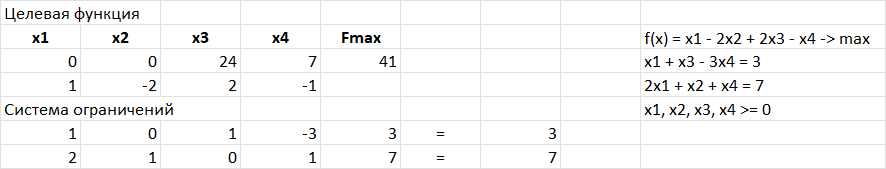 Целевая функция
x1 x2 x3 x4 Fmax f(x) = x1 - 2x2 + 2x3 - x4 -> max
0 0 24 7 41 x1 + x3 - 3x4 = 3
1 -2 2 -1 2x1 + x2 + x4 = 7
Система ограничений x1, x2, x3, x4 >= 0
1 0 1 -3 3 = 3
2 1 0 1 7 = 7